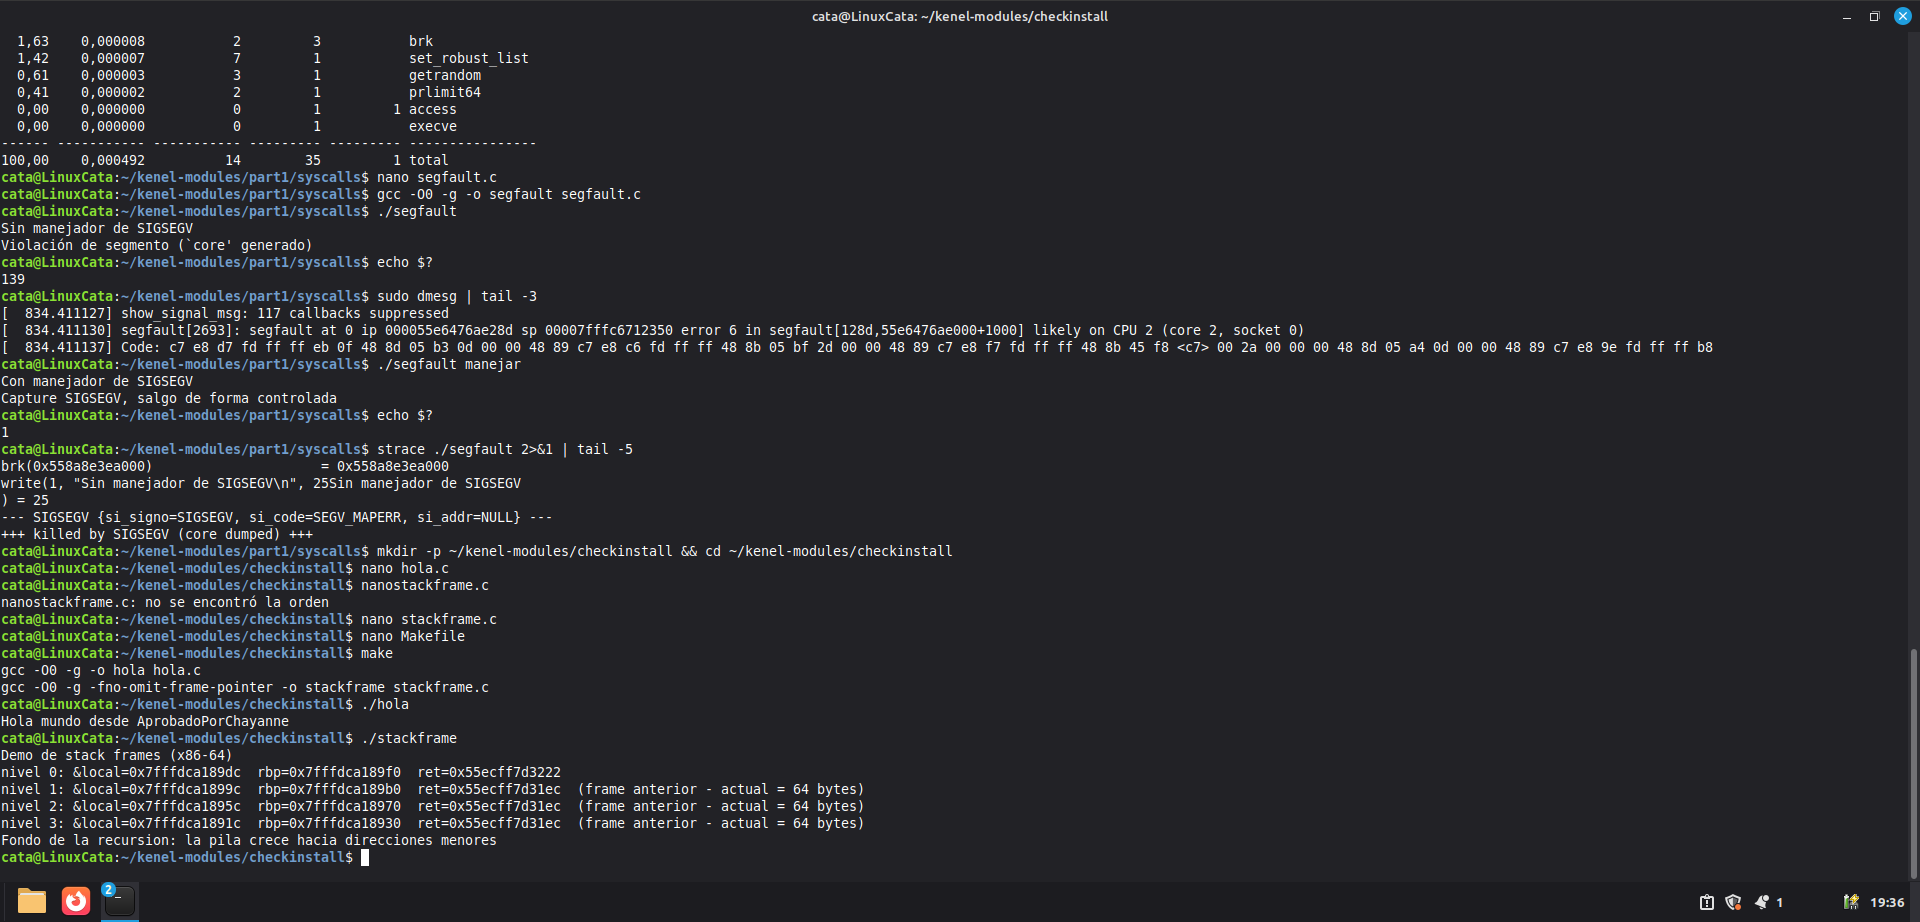 cata@LinuxCata: ~/kenel-modules/checkinstall
  1,63    0,000008           2         3           brk
  1,42    0,000007           7         1           set_robust_list
  0,61    0,000003           3         1           getrandom
  0,41    0,000002           2         1           prlimit64
  0,00    0,000000           0         1         1 access
  0,00    0,000000           0         1           execve
------ ----------- ----------- --------- --------- ----------------
100,00    0,000492          14        35         1 total
cata@LinuxCata:~/kenel-modules/part1/syscalls$ nano segfault.c
cata@LinuxCata:~/kenel-modules/part1/syscalls$ gcc -O0 -g -o segfault segfault.c
cata@LinuxCata:~/kenel-modules/part1/syscalls$ ./segfault
Sin manejador de SIGSEGV
Violación de segmento (`core' generado)
cata@LinuxCata:~/kenel-modules/part1/syscalls$ echo $?
139
cata@LinuxCata:~/kenel-modules/part1/syscalls$ sudo dmesg | tail -3
[  834.411127] show_signal_msg: 117 callbacks suppressed
[  834.411130] segfault[2693]: segfault at 0 ip 000055e6476ae28d sp 00007fffc6712350 error 6 in segfault[128d,55e6476ae000+1000] likely on CPU 2 (core 2, socket 0)
[  834.411137] Code: c7 e8 d7 fd ff ff eb 0f 48 8d 05 b3 0d 00 00 48 89 c7 e8 c6 fd ff ff 48 8b 05 bf 2d 00 00 48 89 c7 e8 f7 fd ff ff 48 8b 45 f8 <c7> 00 2a 00 00 00 48 8d 05 a4 0d 00 00 48 89 c7 e8 9e fd ff ff b8
cata@LinuxCata:~/kenel-modules/part1/syscalls$ ./segfault manejar
Con manejador de SIGSEGV
Capture SIGSEGV, salgo de forma controlada
cata@LinuxCata:~/kenel-modules/part1/syscalls$ echo $?
1
cata@LinuxCata:~/kenel-modules/part1/syscalls$ strace ./segfault 2>&1 | tail -5
brk(0x558a8e3ea000)                     = 0x558a8e3ea000
write(1, "Sin manejador de SIGSEGV\n", 25Sin manejador de SIGSEGV
) = 25
--- SIGSEGV {si_signo=SIGSEGV, si_code=SEGV_MAPERR, si_addr=NULL} ---
+++ killed by SIGSEGV (core dumped) +++
cata@LinuxCata:~/kenel-modules/part1/syscalls$ mkdir -p ~/kenel-modules/checkinstall && cd ~/kenel-modules/checkinstall
cata@LinuxCata:~/kenel-modules/checkinstall$ nano hola.c
cata@LinuxCata:~/kenel-modules/checkinstall$ nanostackframe.c
nanostackframe.c: no se encontró la orden
cata@LinuxCata:~/kenel-modules/checkinstall$ nano stackframe.c
cata@LinuxCata:~/kenel-modules/checkinstall$ nano Makefile
cata@LinuxCata:~/kenel-modules/checkinstall$ make
gcc -O0 -g -o hola hola.c
gcc -O0 -g -fno-omit-frame-pointer -o stackframe stackframe.c
cata@LinuxCata:~/kenel-modules/checkinstall$ ./hola
Hola mundo desde AprobadoPorChayanne
cata@LinuxCata:~/kenel-modules/checkinstall$ ./stackframe
Demo de stack frames (x86-64)
nivel 0: &local=0x7fffdca189dc  rbp=0x7fffdca189f0  ret=0x55ecff7d3222
nivel 1: &local=0x7fffdca1899c  rbp=0x7fffdca189b0  ret=0x55ecff7d31ec  (frame anterior - actual = 64 bytes)
nivel 2: &local=0x7fffdca1895c  rbp=0x7fffdca18970  ret=0x55ecff7d31ec  (frame anterior - actual = 64 bytes)
nivel 3: &local=0x7fffdca1891c  rbp=0x7fffdca18930  ret=0x55ecff7d31ec  (frame anterior - actual = 64 bytes)
Fondo de la recursion: la pila crece hacia direcciones menores
cata@LinuxCata:~/kenel-modules/checkinstall$
2
1
19:36